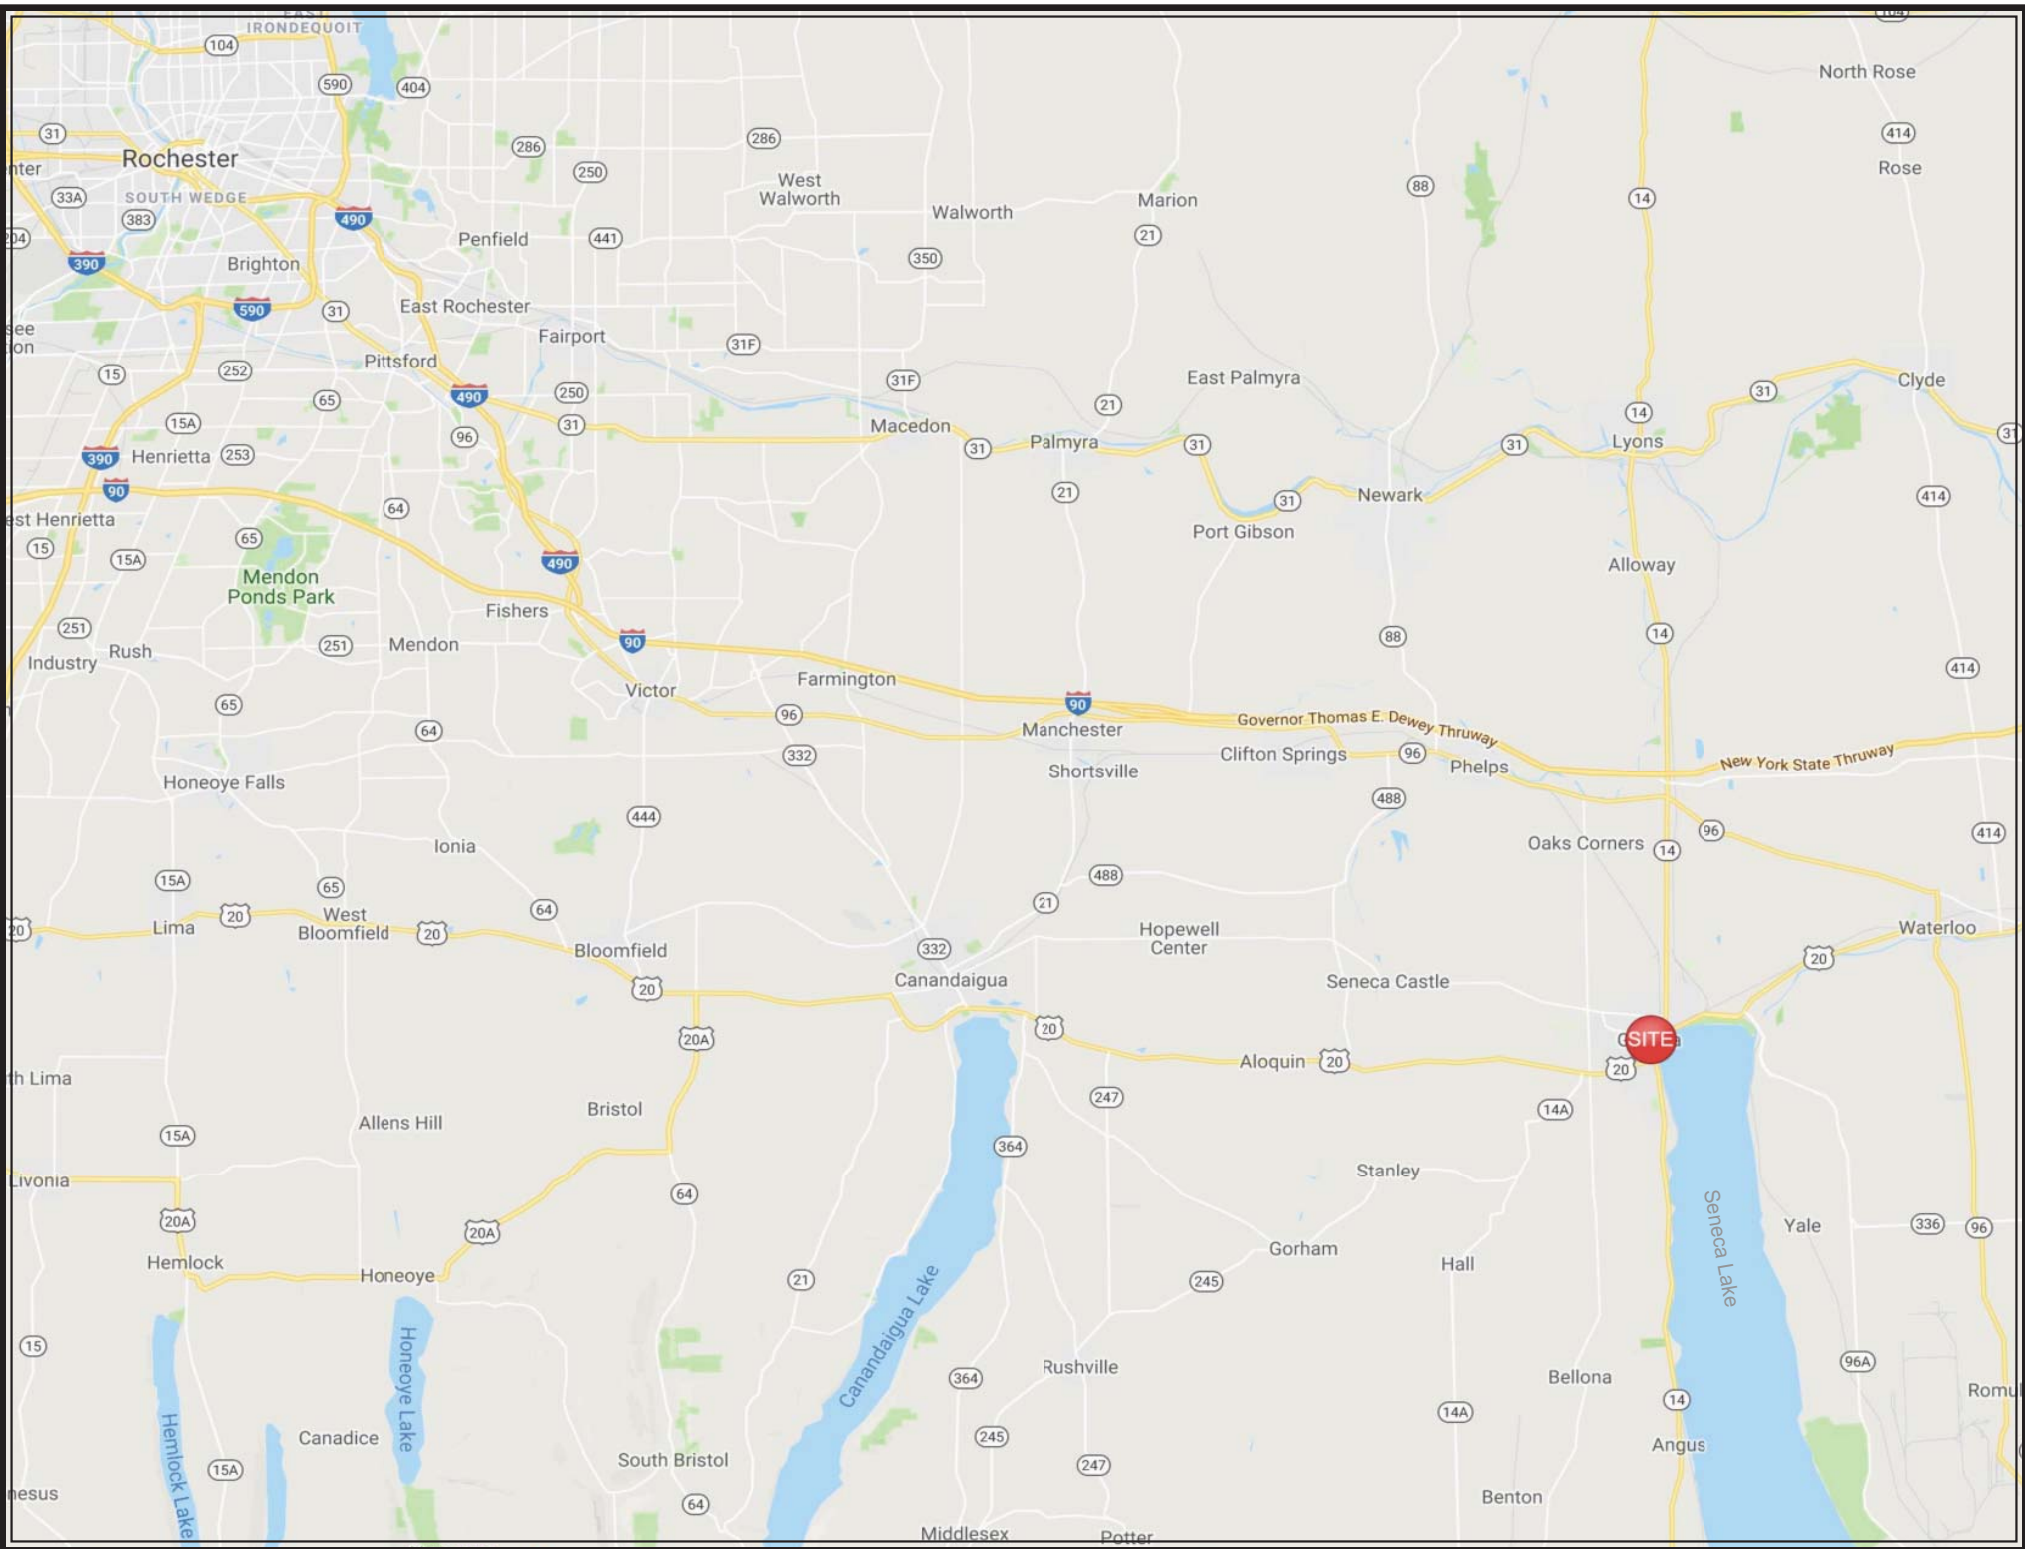 EAST
IRONDEQUOIT
104
104
590
404
North Rose
31
Rochester
286
286
414
250
West
Walworth
88
Rose
33A
SOUTH WEDGE
383
490
Walworth
Marion
14
Penfield
441
21
390
Brighton
350
590
31
East Rochester
Fairport
31F
Pittsford
15
252
31F
East Palmyra
Clyde
65
490
250
21
14
31
15A
96
31
Macedon
31
Palmyra
31
31
Lyons
31
390
Henrietta
253
90
21
31
Newark
414
64
Port Gibson
15
65
15A
490
Alloway
Mendon
Ponds Park
Fishers
251
Rush
251
Mendon
90
88
14
Industry
Farmington
414
65
Victor
90
64
96
Manchester
Governor Thomas E. Dewey Thruway
332
Clifton Springs
96
Phelps
New York State Thruway
Shortsville
Honeoye Falls
488
444
Ionia
Oaks Corners
14
96
414
15A
65
488
64
21
20
Lima
20
West
Bloomfield
20
Bloomfield
332
Hopewell
Center
Waterloo
20
20
Canandaigua
Seneca Castle
20A
20
Aloquin
20
SITE
20
247
14A
Allens Hill
Bristol
15A
364
Livonia
64
Stanley
20A
20A
Seneca Lake
Yale
336
96
Hemlock
Honeoye
Gorham
Hall
21
245
Canandaigua Lake
15
Honeoye Lake
364
Rushville
Bellona
96A
14A
14
Hemlock Lake
Canadice
245
Angus
15A
South Bristol
247
Benton
64
Middlesex
Potter